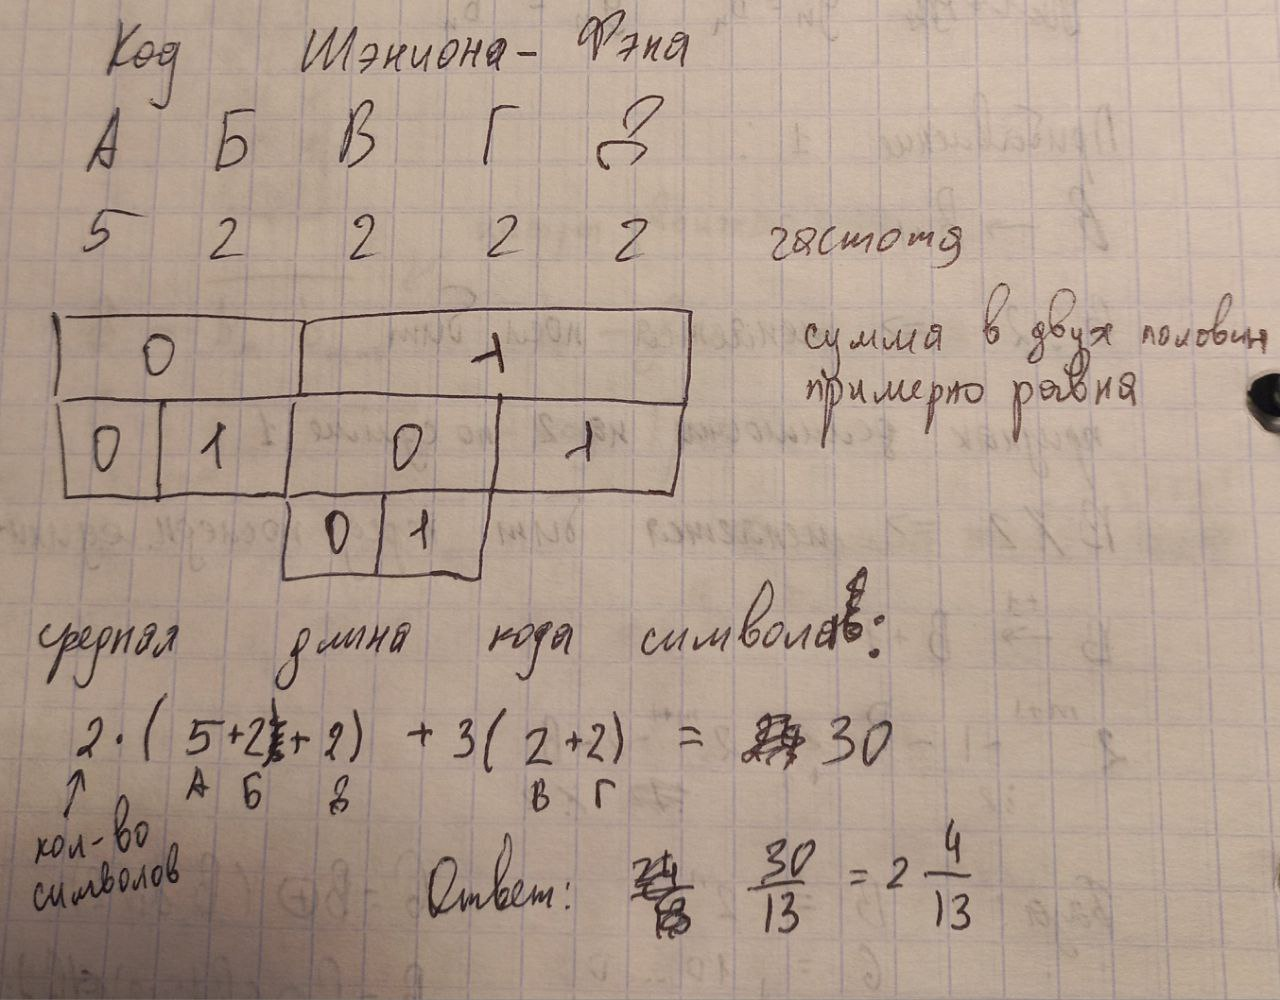 Код Шэннона - Фэна
А Б В Г Д
5 2 2 2 2 частота
0 1
сумма в двух половин
примерно равна
0 1 0 1
0 1
средняя длина кода символов:
2 · ( 5 + 2 + 2 ) + 3 ( 2 + 2 ) = 30
А Б Д В Г
↑
кол-во
символов
Ответ: 30/13 = 2 4/13